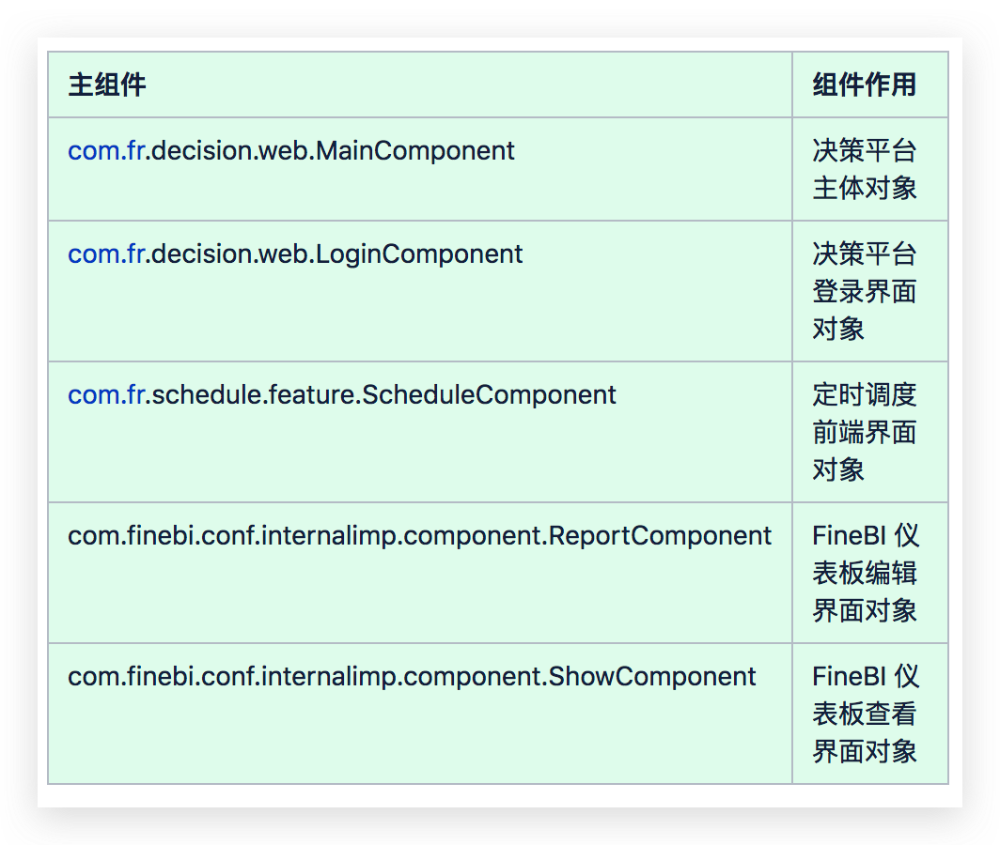 主组件
组件作用
com.fr.decision.web.MainComponent
决策平台
主体对象
com.fr.decision.web.LoginComponent
决策平台
登录界面
对象
com.fr.schedule.feature.ScheduleComponent
定时调度
前端界面
对象
com.finebi.conf.internalimp.component.ReportComponent
FineBI 仪
表板编辑
界面对象
com.finebi.conf.internalimp.component.ShowComponent
FineBI 仪
表板查看
界面对象